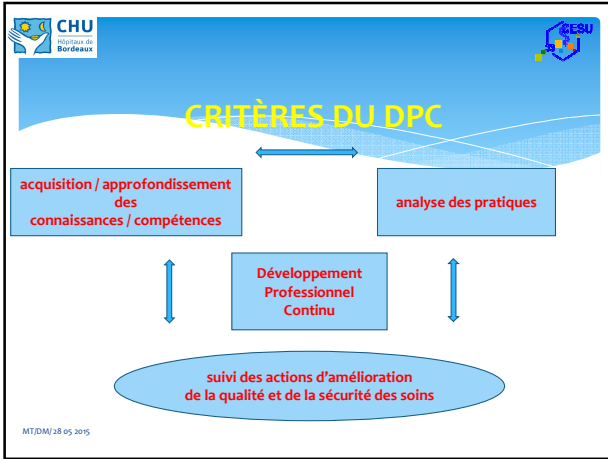 CHU
Hôpitaux de
Bordeaux
CESU
CRITÈRES DU DPC
acquisition / approfondissement
des
connaissances / compétences
analyse des pratiques
Développement
Professionnel
Continu
suivi des actions d'amélioration
de la qualité et de la sécurité des soins
MT/DM/ 28 05 2015